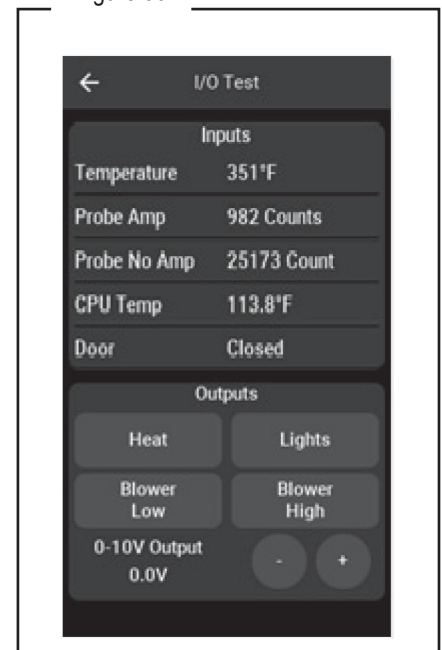 I/O Test
Inputs
Temperature 351°F
Probe Amp 982 Counts
Probe No Amp 25173 Count
CPU Temp 113.8°F
Door Closed
Outputs
Heat Lights
Blower Low Blower High
0-10V Output - +
0.0V